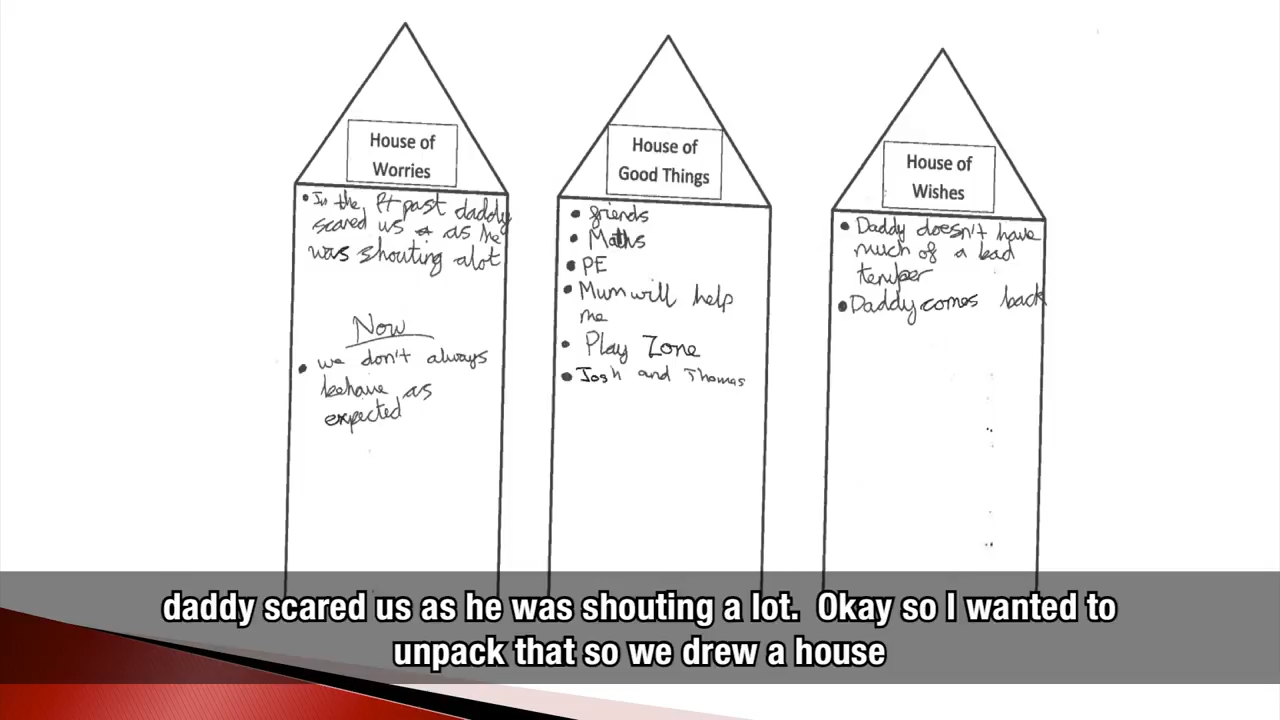 House of
Worries
• In the past daddy
scared us as he
was shouting alot
Now
• we don't always
behave as
expected
House of
Good Things
• friends
• Maths
• PE
• Mum will help
me
• Play Zone
• Josh and Thomas
House of
Wishes
• Daddy doesn't have
much of a bad
temper
• Daddy comes back
daddy scared us as he was shouting a lot.  Okay so I wanted to
unpack that so we drew a house